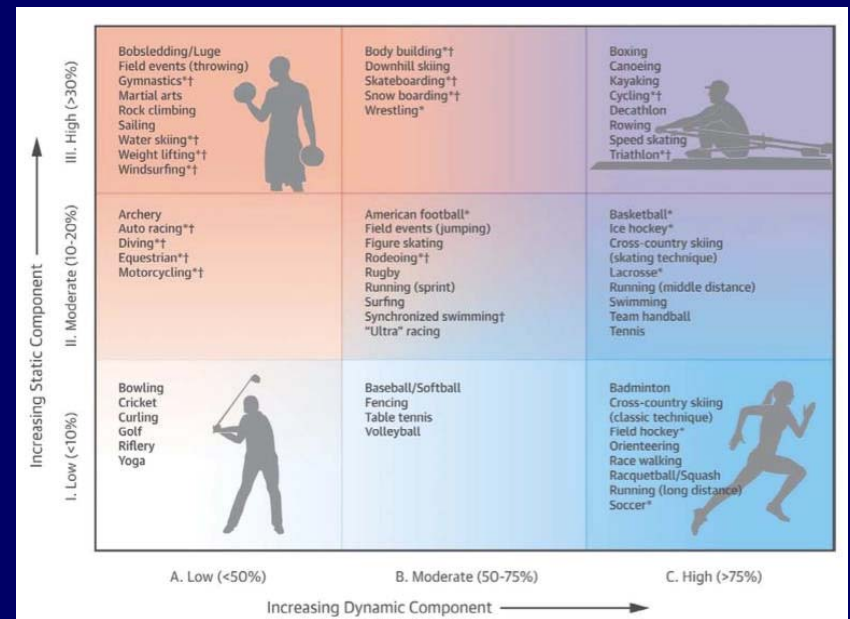 Increasing Static Component
III. High (>30%)
Bobsledding/Luge
Field events (throwing)
Gymnastics*†
Martial arts
Rock climbing
Sailing
Water skiing*†
Weight lifting*†
Windsurfing*†
Body building*†
Downhill skiing
Skateboarding*†
Snow boarding*†
Wrestling*
Boxing
Canoeing
Kayaking
Cycling*†
Decathlon
Rowing
Speed skating
Triathlon*†
II. Moderate (10-20%)
Archery
Auto racing*†
Diving*†
Equestrian*†
Motorcycling*†
American football*
Field events (jumping)
Figure skating
Rodeoing*†
Rugby
Running (sprint)
Surfing
Synchronized swimming†
"Ultra" racing
Basketball*
Ice hockey*
Cross-country skiing
(skating technique)
Lacrosse*
Running (middle distance)
Swimming
Team handball
Tennis
I. Low (<10%)
Bowling
Cricket
Curling
Golf
Riflery
Yoga
Baseball/Softball
Fencing
Table tennis
Volleyball
Badminton
Cross-country skiing
(classic technique)
Field hockey*
Orienteering
Race walking
Racquetball/Squash
Running (long distance)
Soccer*
A. Low (<50%)
B. Moderate (50-75%)
C. High (>75%)
Increasing Dynamic Component